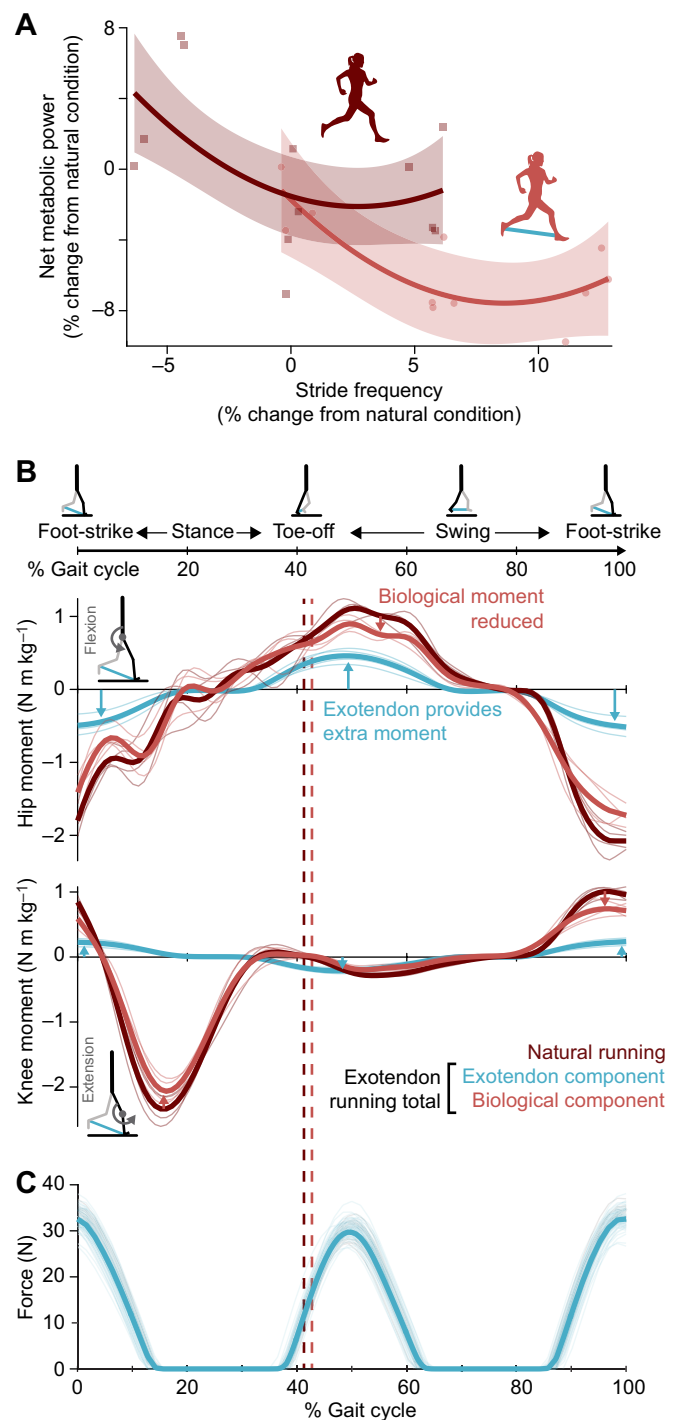 A
8
0
−8
Net metabolic power
(% change from natural condition)
−5
0
5
10
Stride frequency
(% change from natural condition)
B
Foot-strike
Stance
Toe-off
Swing
Foot-strike
% Gait cycle
20
40
60
80
100
Hip moment (N m kg−1)
1
0
−1
−2
Flexion
Biological moment
reduced
Exotendon provides
extra moment
Knee moment (N m kg−1)
1
0
−1
−2
Extension
Natural running
Exotendon
running total
Exotendon component
Biological component
C
Force (N)
40
30
20
10
0
0
20
40
60
80
100
% Gait cycle